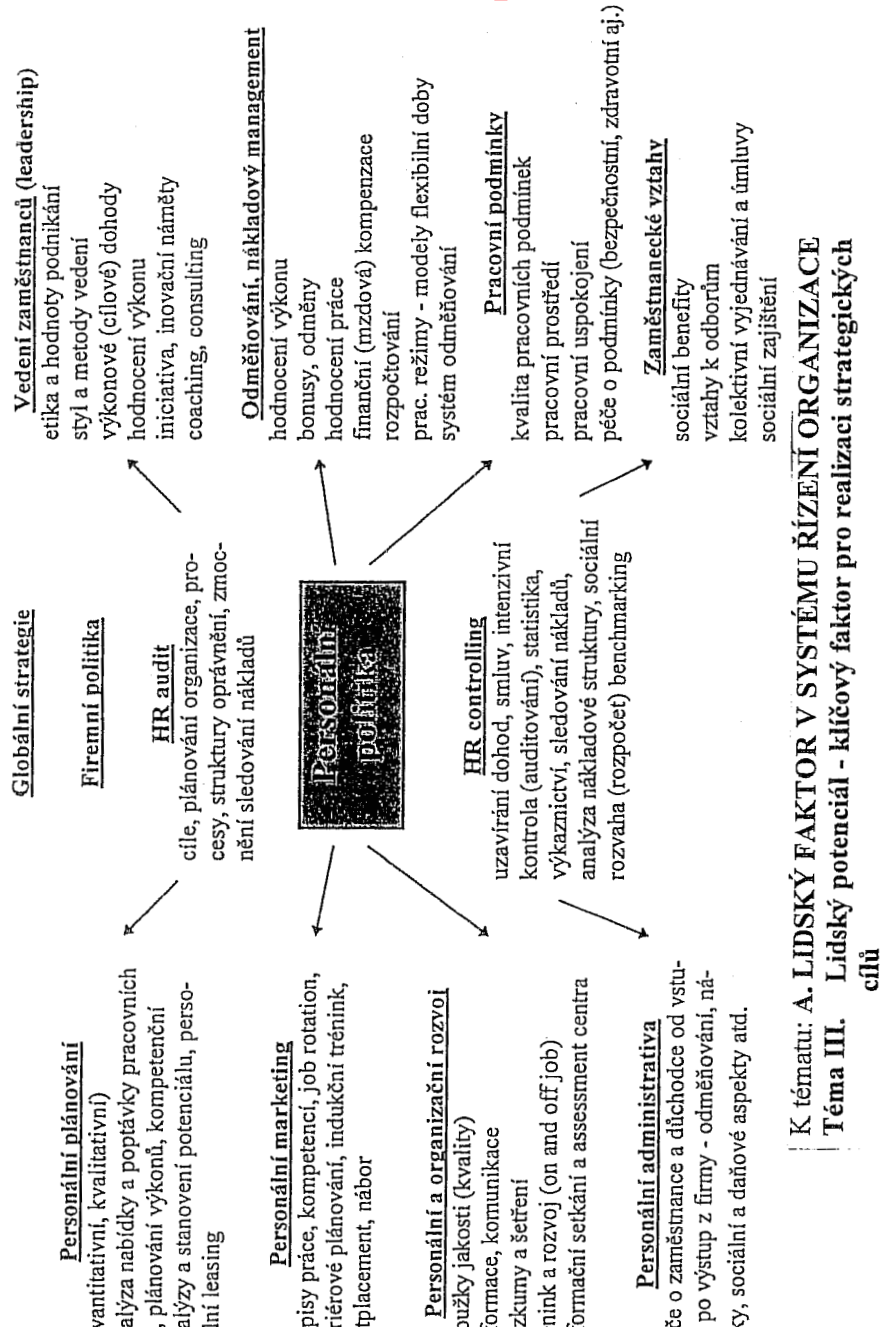 Globální strategie
Firemní politika
HR audit
cíle, plánování organizace, pro-
cesy, struktury oprávnění, zmoc-
nění sledování nákladů
Personální
politika
HR controlling
uzavírání dohod, smluv, intenzivní
kontrola (auditování), statistika,
výkaznictví, sledování nákladů,
analýza nákladové struktury, sociální
rozvaha (rozpočet) benchmarking
Personální plánování
vantitativní, kvalitativní)
alýza nabídky a poptávky pracovních
, plánování výkonů, kompetenční
alýzy a stanovení potenciálu, perso-
lní leasing
Personální marketing
pisy práce, kompetencí, job rotation,
riérové plánování, indukční trénink,
tplacement, nábor
Personální a organizační rozvoj
oužky jakosti (kvality)
formace, komunikace
zkumy a šetření
nink a rozvoj (on and off job)
formační setkání a assessment centra
Personální administrativa
če o zaměstnance a důchodce od vstu-
po výstup z firmy - odměňování, ná-
ky, sociální a daňové aspekty atd.
Vedení zaměstnanců (leadership)
etika a hodnoty podnikání
styl a metody vedení
výkonové (cílové) dohody
hodnocení výkonu
iniciativa, inovační náměty
coaching, consulting
Odměňování, nákladový management
hodnocení výkonu
bonusy, odměny
hodnocení práce
finanční (mzdová) kompenzace
rozpočtování
prac. režimy - modely flexibilní doby
systém odměňování
Pracovní podmínky
kvalita pracovních podmínek
pracovní prostředí
pracovní uspokojení
péče o podmínky (bezpečnostní, zdravotní aj.)
Zaměstnanecké vztahy
sociální benefity
vztahy k odborům
kolektivní vyjednávání a úmluvy
sociální zajištění
K tématu: A. LIDSKÝ FAKTOR V SYSTÉMU ŘÍZENÍ ORGANIZACE
Téma III. Lidský potenciál - klíčový faktor pro realizaci strategických
cílů